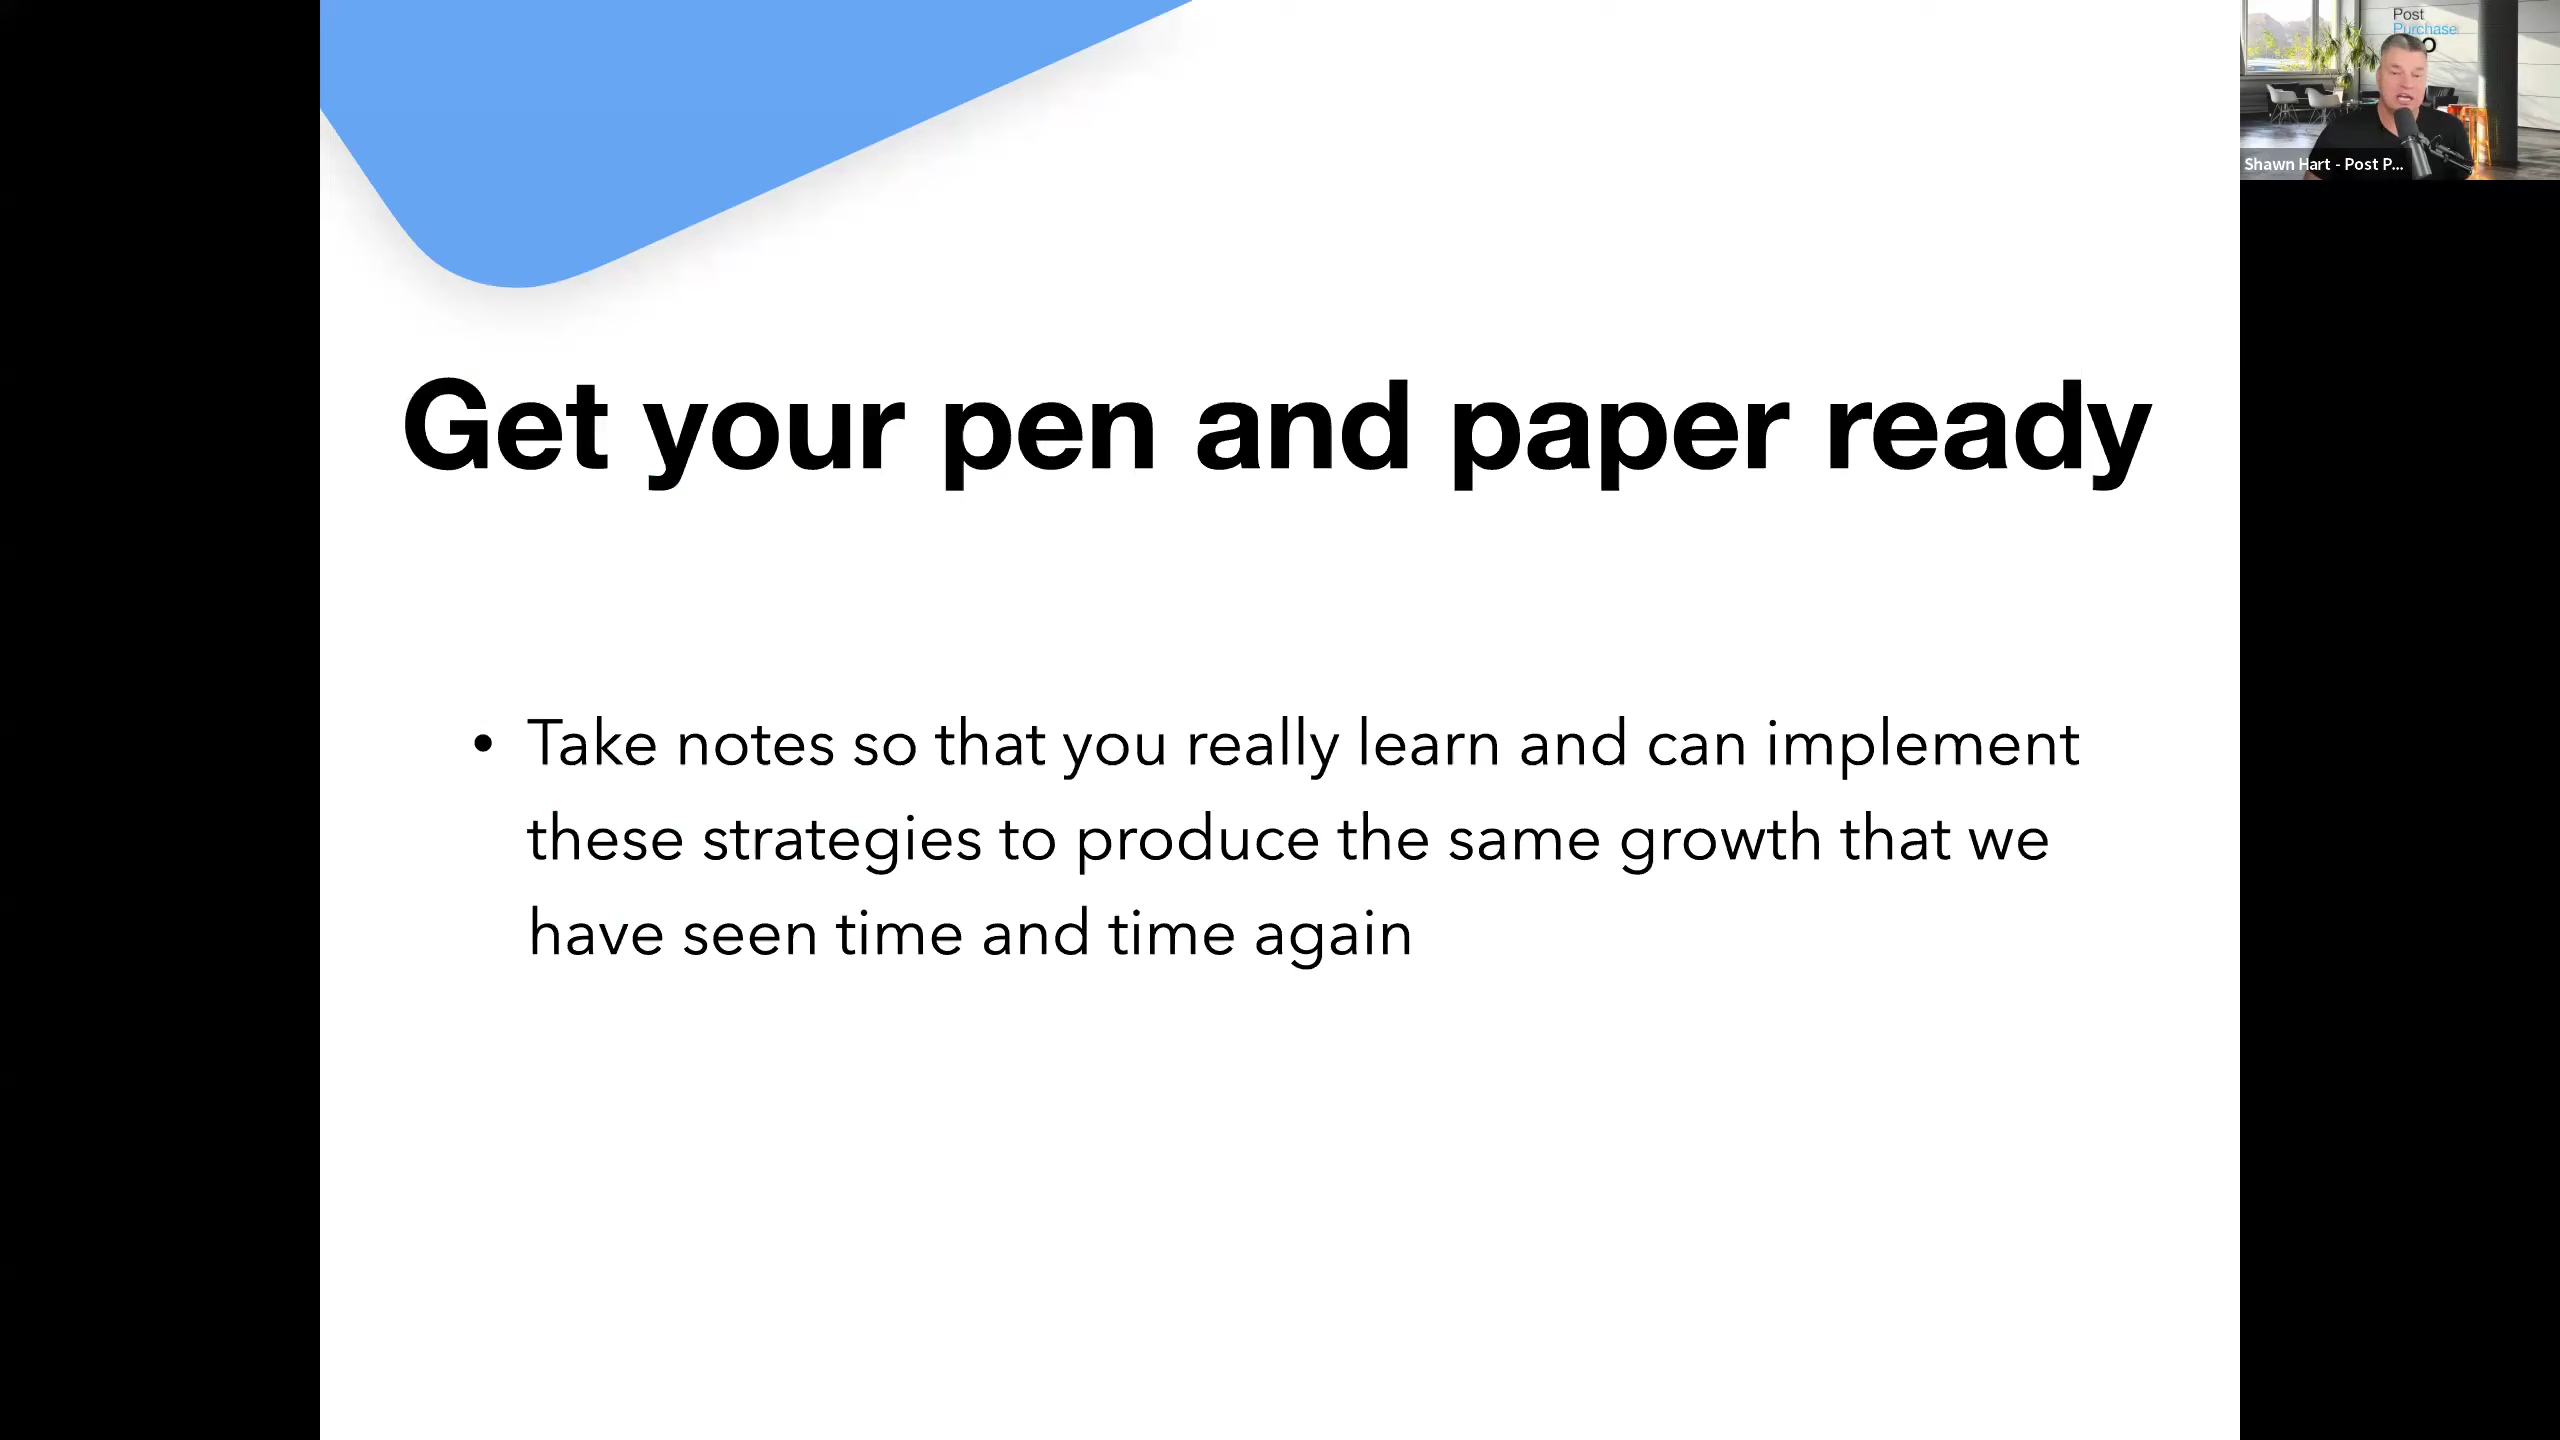 Get your pen and paper ready
• Take notes so that you really learn and can implement
these strategies to produce the same growth that we
have seen time and time again
Post
Purchase
Shawn Hart - Post P...